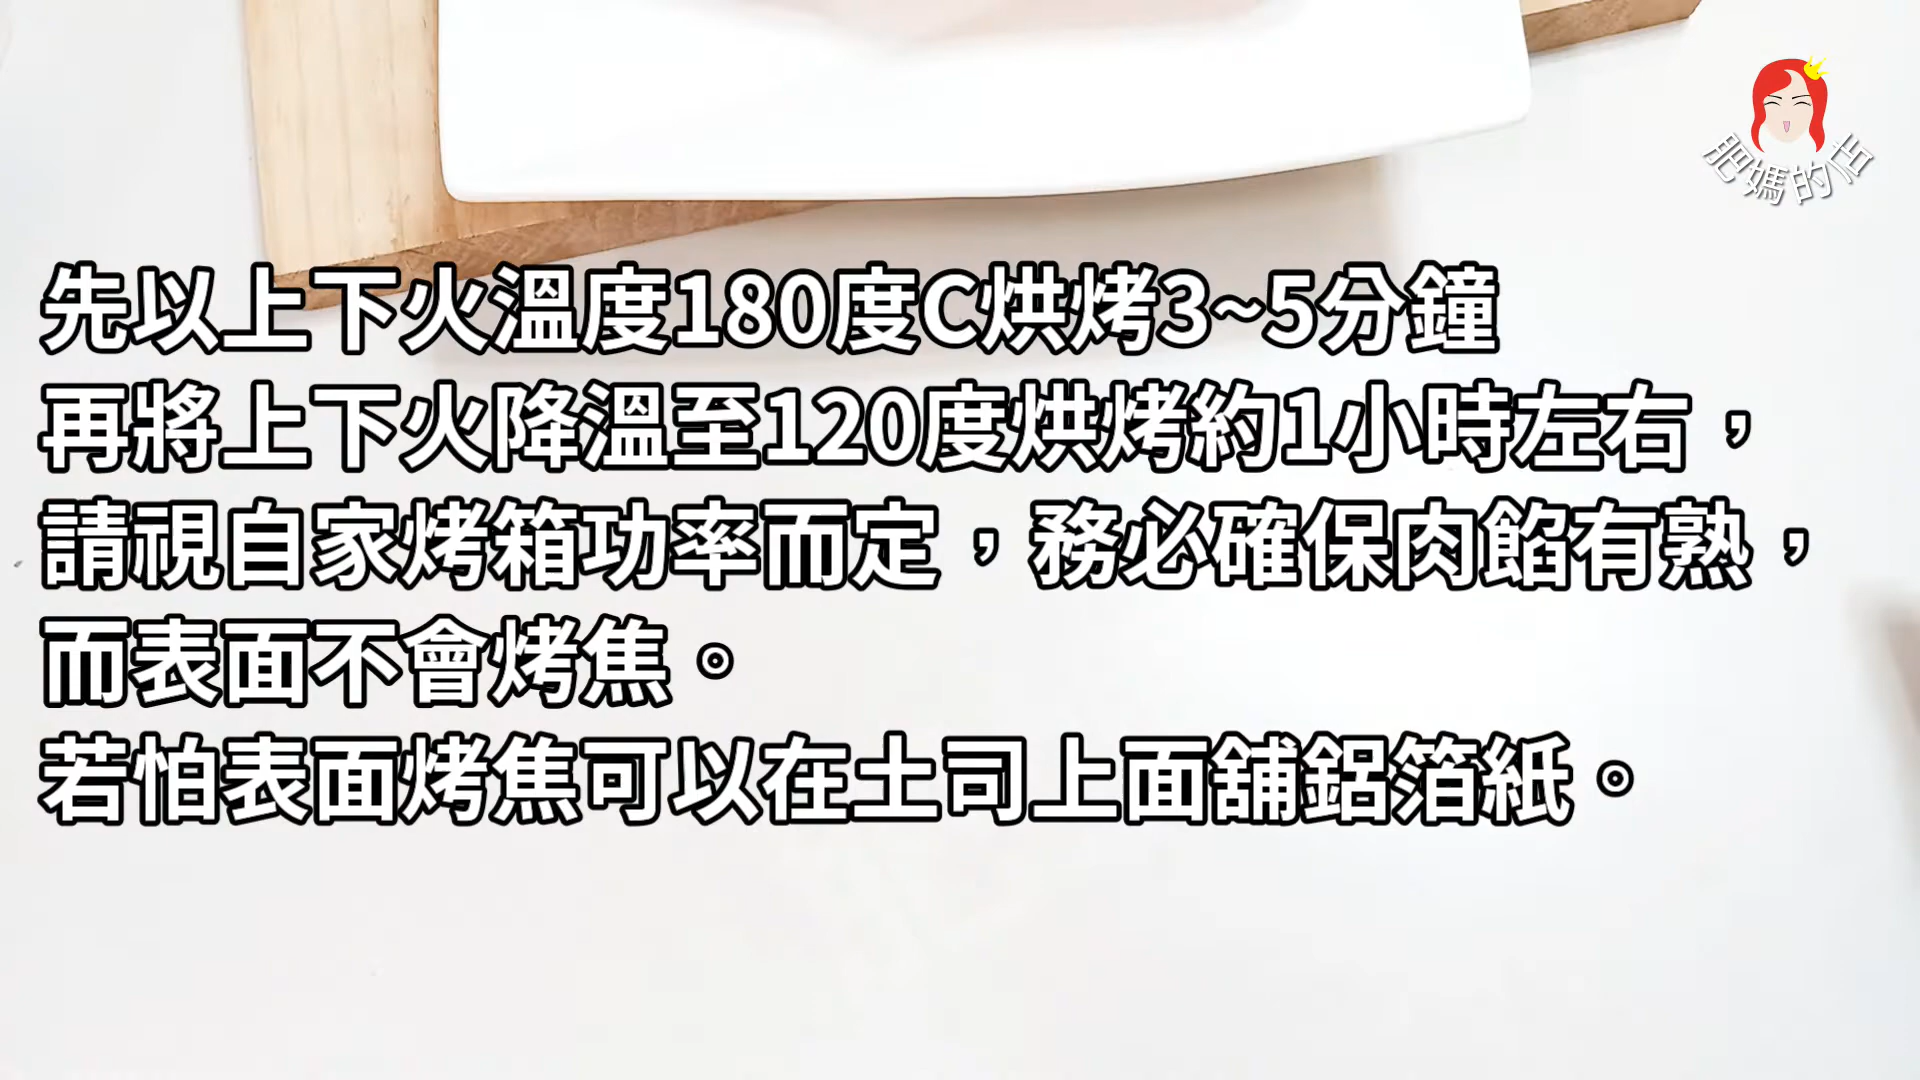 肥媽的店
先以上下火溫度180度C烘烤3~5分鐘
再將上下火降溫至120度烘烤約1小時左右，
請視自家烤箱功率而定，務必確保肉餡有熟，
而表面不會烤焦。
若怕表面烤焦可以在土司上面舖鋁箔紙。